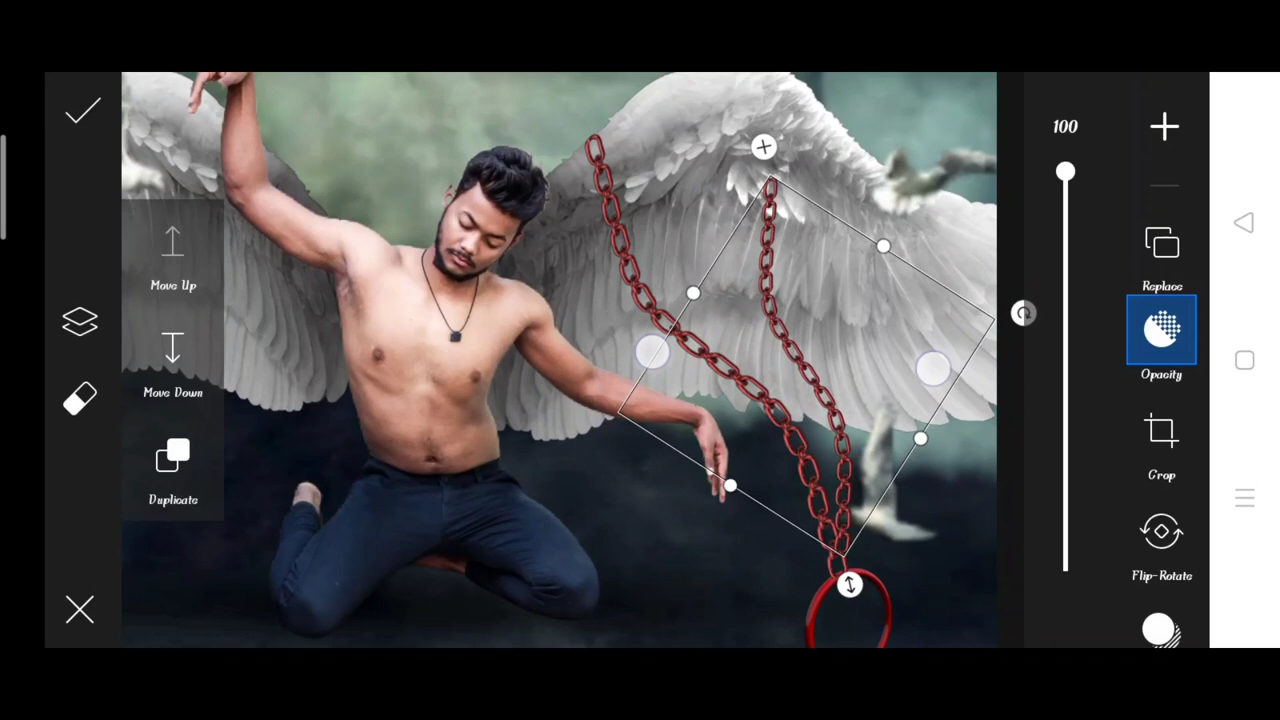 100
Move Up
Replace
Move Down
Opacity
Duplicate
Crop
Flip-Rotate